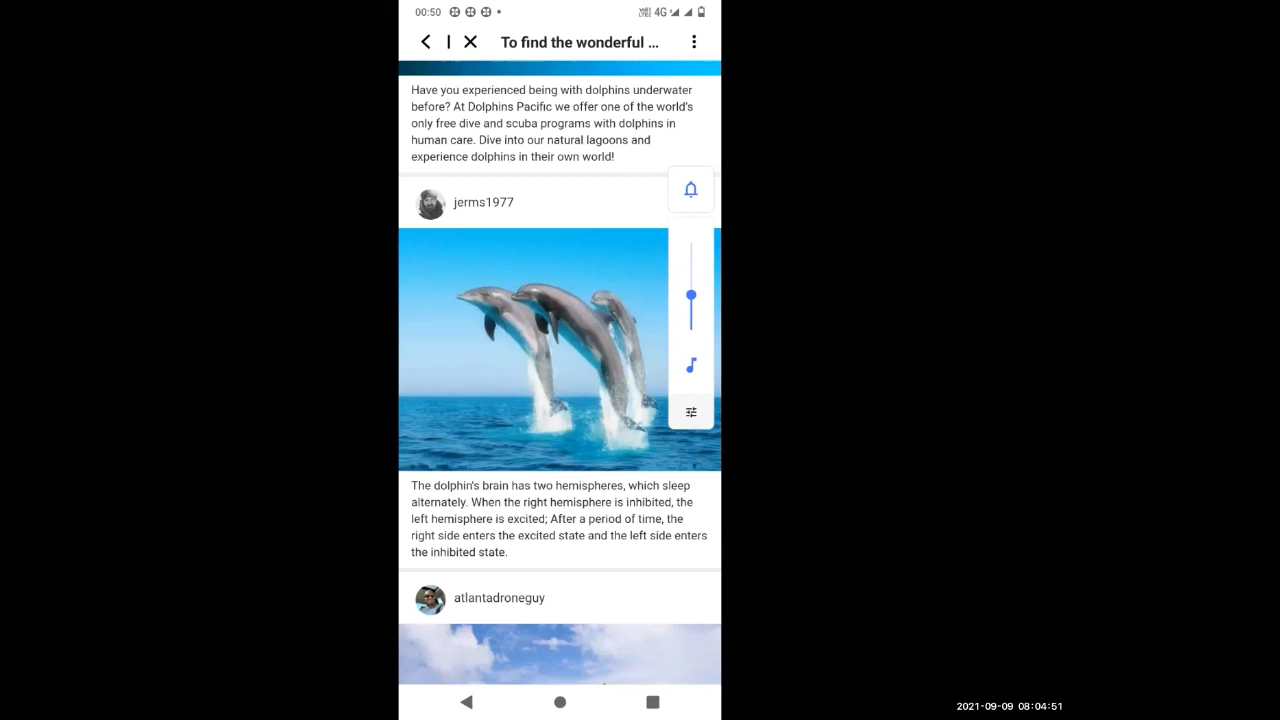 00:50
VoWiFi LTE2 4G
To find the wonderful ...
Have you experienced being with dolphins underwater
before? At Dolphins Pacific we offer one of the world's
only free dive and scuba programs with dolphins in
human care. Dive into our natural lagoons and
experience dolphins in their own world!
jerms1977
The dolphin's brain has two hemispheres, which sleep
alternately. When the right hemisphere is inhibited, the
left hemisphere is excited; After a period of time, the
right side enters the excited state and the left side enters
the inhibited state.
atlantadroneguy
2021-09-09 08:04:51